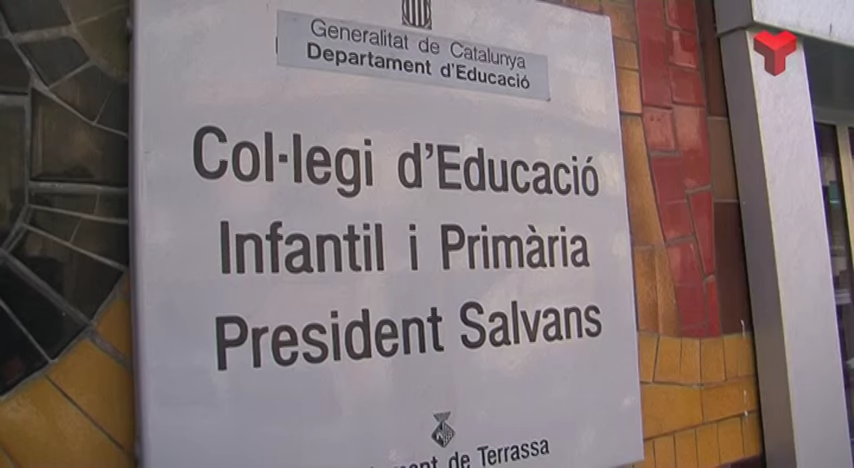 Generalitat de Catalunya
Departament d'Educació
Col·legi d'Educació
Infantil i Primària
President Salvans
de Terrassa